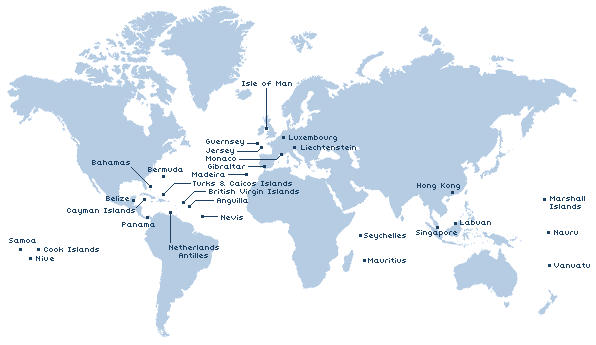 Isle of Man
Guernsey
Jersey
Monaco
Gibraltar
Madeira
Luxembourg
Liechtenstein
Bahamas
Bermuda
Turks & Caicos Islands
British Virgin Islands
Anguilla
Belize
Cayman Islands
Panama
Nevis
Netherlands
Antilles
Samoa
Cook Islands
Niue
Hong Kong
Labuan
Singapore
Seychelles
Mauritius
Marshall
Islands
Nauru
Vanuatu